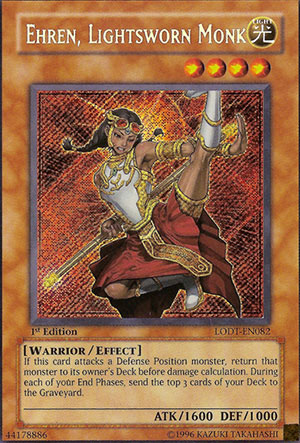 EHREN, LIGHTSWORN MONK
LIGHT
光
1st Edition
LODT-EN082
[WARRIOR / EFFECT]
If this card attacks a Defense Position monster, return that
monster to its owner's Deck before damage calculation. During
each of your End Phases, send the top 3 cards of your Deck to
the Graveyard.
ATK/1600 DEF/1000
44178886
©1996 KAZUKI TAKAHASHI